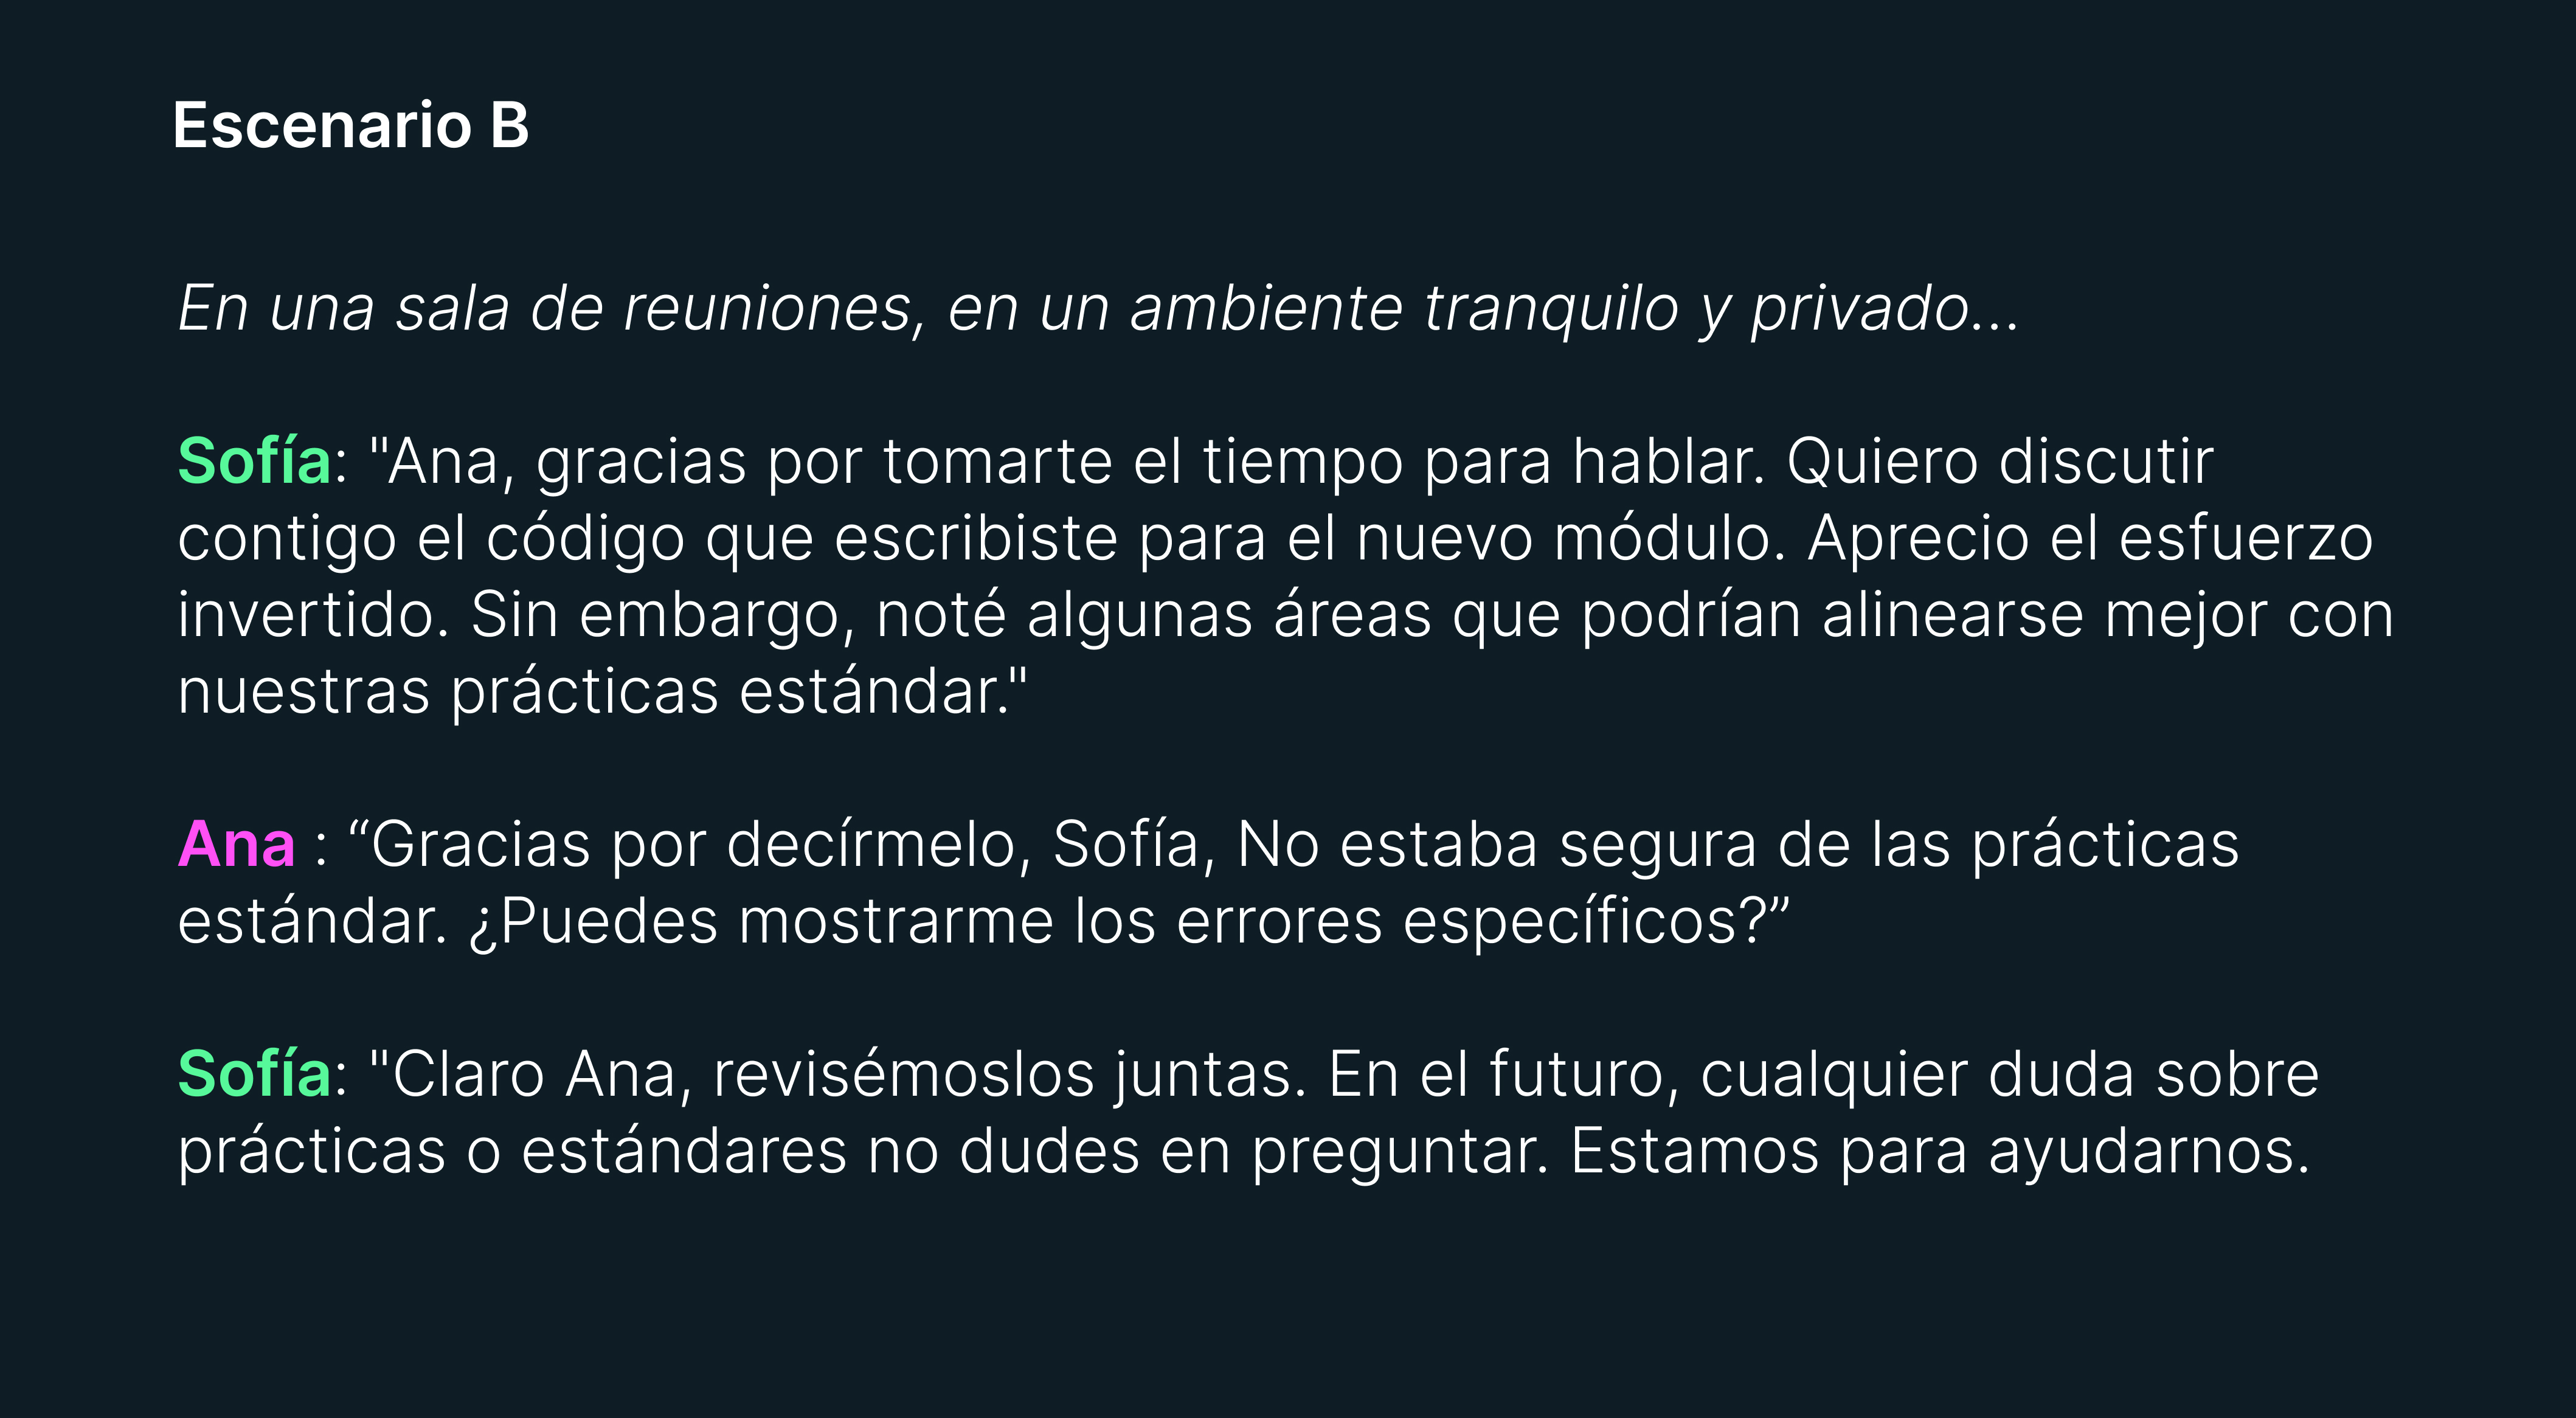 Escenario B
En una sala de reuniones, en un ambiente tranquilo y privado...
Sofía: "Ana, gracias por tomarte el tiempo para hablar. Quiero discutir
contigo el código que escribiste para el nuevo módulo. Aprecio el esfuerzo
invertido. Sin embargo, noté algunas áreas que podrían alinearse mejor con
nuestras prácticas estándar."
Ana : “Gracias por decírmelo, Sofía, No estaba segura de las prácticas
estándar. ¿Puedes mostrarme los errores específicos?”
Sofía: "Claro Ana, revisémoslos juntas. En el futuro, cualquier duda sobre
prácticas o estándares no dudes en preguntar. Estamos para ayudarnos.